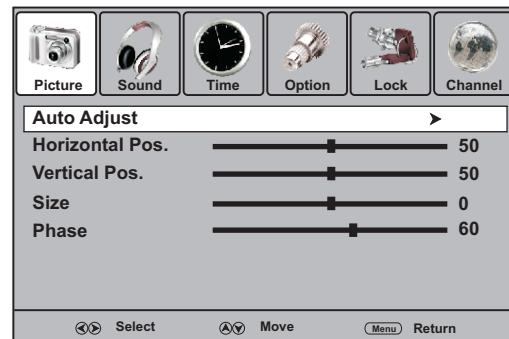 Picture Sound Time Option Lock Channel
Auto Adjust
Horizontal Pos. 50
Vertical Pos. 50
Size 0
Phase 60
Select Move Menu Return